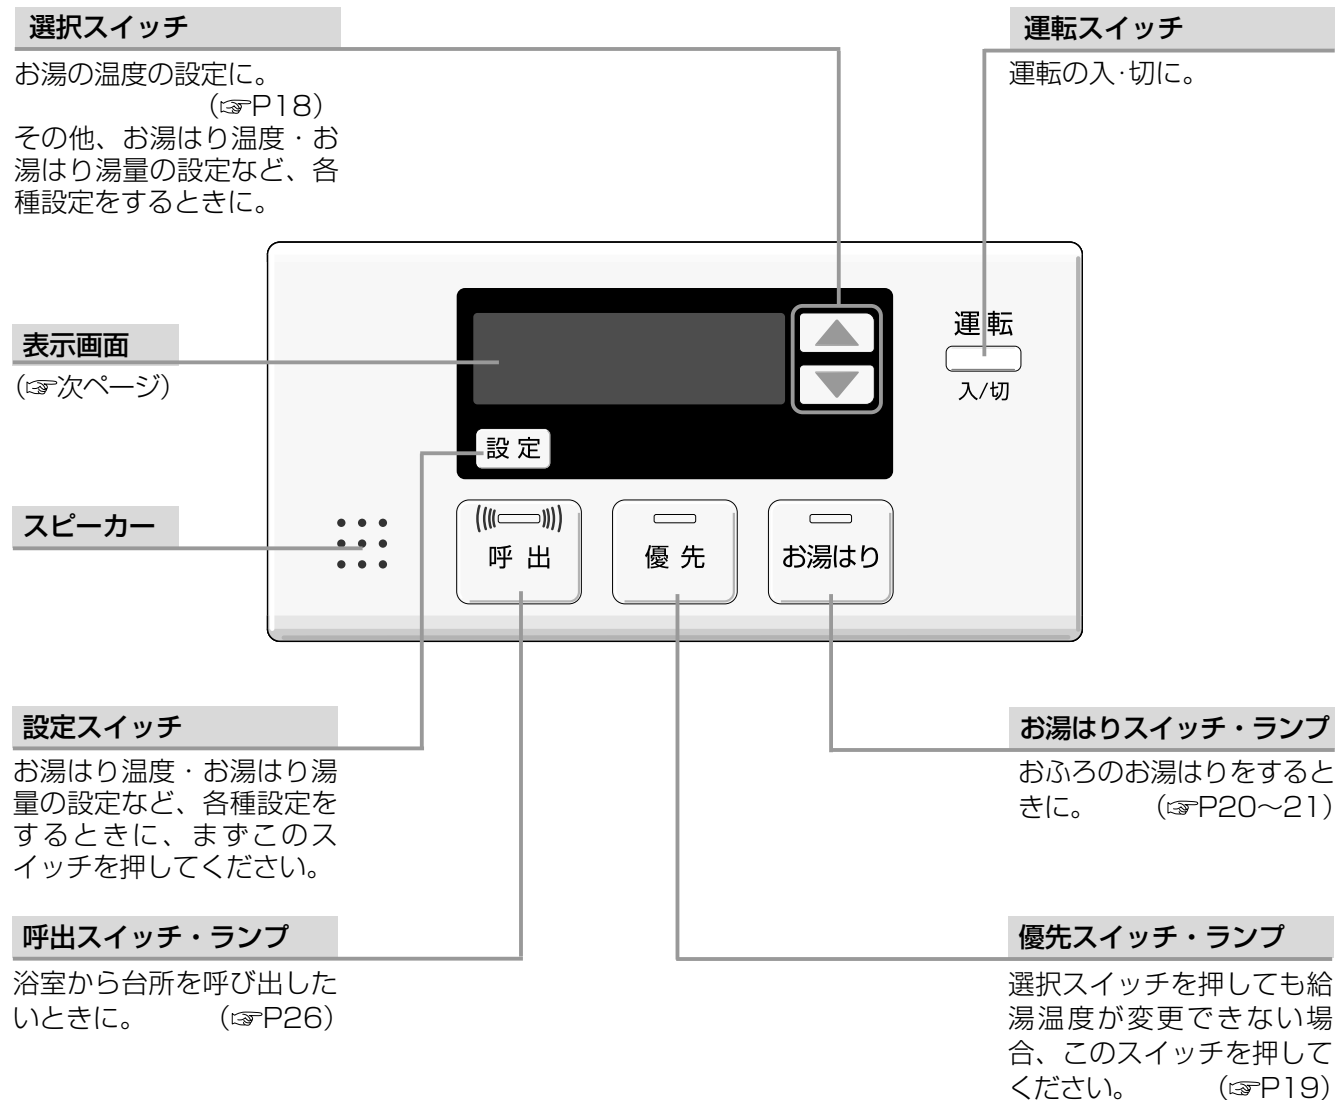 選択スイッチ
お湯の温度の設定に。
(☞P18)
その他、お湯はり温度・お
湯はり湯量の設定など、各
種設定をするときに。
運転スイッチ
運転の入・切に。
表示画面
(☞次ページ)
スピーカー
運転
入/切
設定
呼出
優先
お湯はり
設定スイッチ
お湯はり温度・お湯はり湯
量の設定など、各種設定を
するときに、まずこのス
イッチを押してください。
呼出スイッチ・ランプ
浴室から台所を呼び出した
いときに。 (☞P26)
お湯はりスイッチ・ランプ
おふろのお湯はりをすると
きに。 (☞P20〜21)
優先スイッチ・ランプ
選択スイッチを押しても給
湯温度が変更できない場
合、このスイッチを押して
ください。 (☞P19)